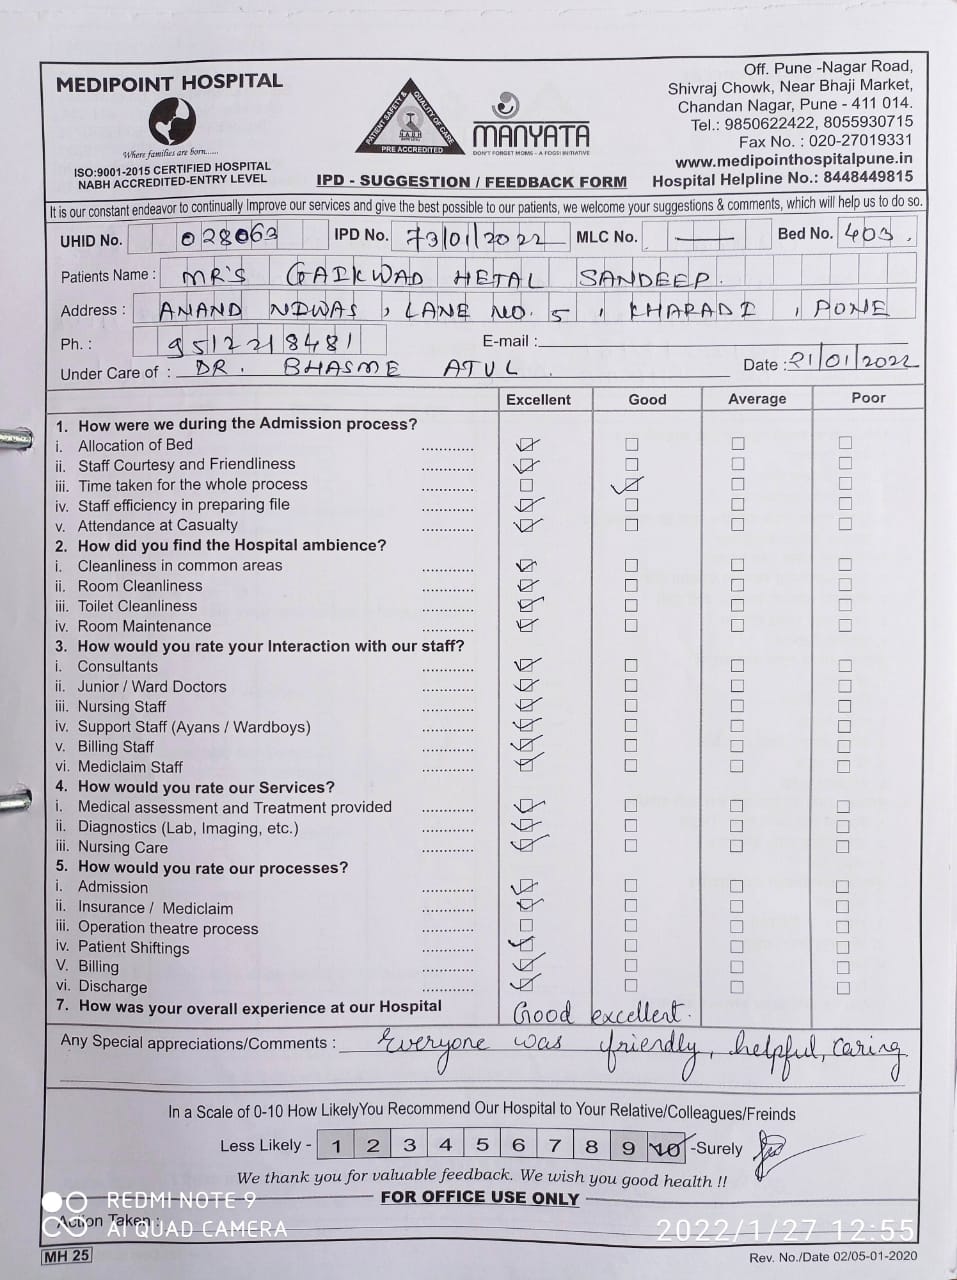 MEDIPOINT HOSPITAL
Where families are born......
ISO:9001-2015 CERTIFIED HOSPITAL
NABH ACCREDITED-ENTRY LEVEL
PATIENT SAFETY & QUALITY OF CARE
PRE ACCREDITED
MANYATA
DON'T FORGET MOMS - A FOGSI INITIATIVE
Off. Pune -Nagar Road,
Shivraj Chowk, Near Bhaji Market,
Chandan Nagar, Pune - 411 014.
Tel.: 9850622422, 8055930715
Fax No. : 020-27019331
www.medipointhospitalpune.in
Hospital Helpline No.: 8448449815
IPD - SUGGESTION / FEEDBACK FORM
It is our constant endeavor to continually improve our services and give the best possible to our patients, we welcome your suggestions & comments, which will help us to do so.
UHID No. 028063 IPD No. 73/01/2022 MLC No. — Bed No. 403.
Patients Name : MR'S GAIKWAD HETAL SANDEEP.
Address : ANAND NIWAS, LANE NO. 5, KHARADI, PUNE
Ph. : 9512218481 E-mail :
Under Care of : DR. BHASME ATUL. Date : 21/01/2022
Excellent Good Average Poor
1. How were we during the Admission process?
i. Allocation of Bed ............
ii. Staff Courtesy and Friendliness ............
iii. Time taken for the whole process ............
iv. Staff efficiency in preparing file ............
v. Attendance at Casualty ............
2. How did you find the Hospital ambience?
i. Cleanliness in common areas ............
ii. Room Cleanliness ............
iii. Toilet Cleanliness ............
iv. Room Maintenance ............
3. How would you rate your Interaction with our staff?
i. Consultants ............
ii. Junior / Ward Doctors ............
iii. Nursing Staff ............
iv. Support Staff (Ayans / Wardboys) ............
v. Billing Staff ............
vi. Mediclaim Staff ............
4. How would you rate our Services?
i. Medical assessment and Treatment provided ............
ii. Diagnostics (Lab, Imaging, etc.) ............
iii. Nursing Care ............
5. How would you rate our processes?
i. Admission ............
ii. Insurance / Mediclaim ............
iii. Operation theatre process ............
iv. Patient Shiftings ............
V. Billing ............
vi. Discharge ............
7. How was your overall experience at our Hospital Good excellent.
Any Special appreciations/Comments : Everyone was friendly, helpful, caring
In a Scale of 0-10 How LikelyYou Recommend Our Hospital to Your Relative/Colleagues/Freinds
Less Likely - 1 2 3 4 5 6 7 8 9 10 -Surely
We thank you for valuable feedback. We wish you good health !!
FOR OFFICE USE ONLY
REDMI NOTE 9
Action Taken :
AI QUAD CAMERA
2022/1/27 12:55
MH 25
Rev. No./Date 02/05-01-2020